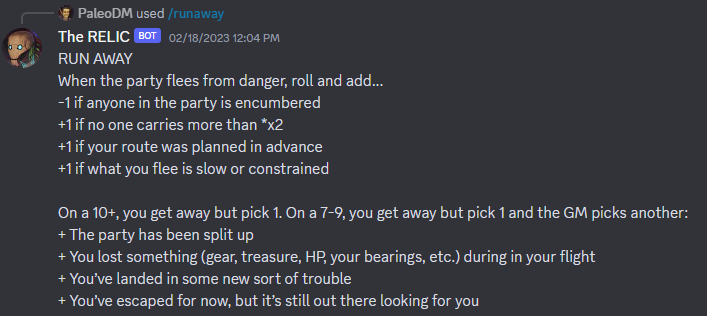 PaleoDM used /runaway
The RELIC BOT 02/18/2023 12:04 PM
RUN AWAY
When the party flees from danger, roll and add...
-1 if anyone in the party is encumbered
+1 if no one carries more than *x2
+1 if your route was planned in advance
+1 if what you flee is slow or constrained
On a 10+, you get away but pick 1. On a 7-9, you get away but pick 1 and the GM picks another:
+ The party has been split up
+ You lost something (gear, treasure, HP, your bearings, etc.) during in your flight
+ You’ve landed in some new sort of trouble
+ You’ve escaped for now, but it’s still out there looking for you